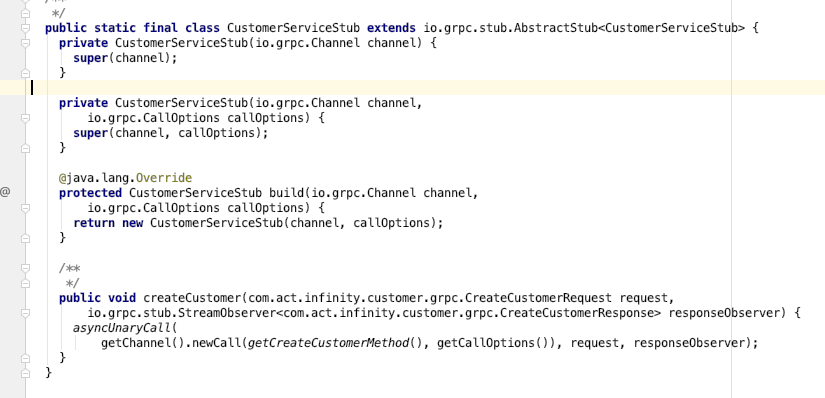 /**
 */
public static final class CustomerServiceStub extends io.grpc.stub.AbstractStub<CustomerServiceStub> {
  private CustomerServiceStub(io.grpc.Channel channel) {
    super(channel);
  }

  private CustomerServiceStub(io.grpc.Channel channel,
      io.grpc.CallOptions callOptions) {
    super(channel, callOptions);
  }

  @java.lang.Override
@ protected CustomerServiceStub build(io.grpc.Channel channel,
      io.grpc.CallOptions callOptions) {
    return new CustomerServiceStub(channel, callOptions);
  }

  /**
   */
  public void createCustomer(com.act.infinity.customer.grpc.CreateCustomerRequest request,
      io.grpc.stub.StreamObserver<com.act.infinity.customer.grpc.CreateCustomerResponse> responseObserver) {
    asyncUnaryCall(
        getChannel().newCall(getCreateCustomerMethod(), getCallOptions()), request, responseObserver);
  }
}